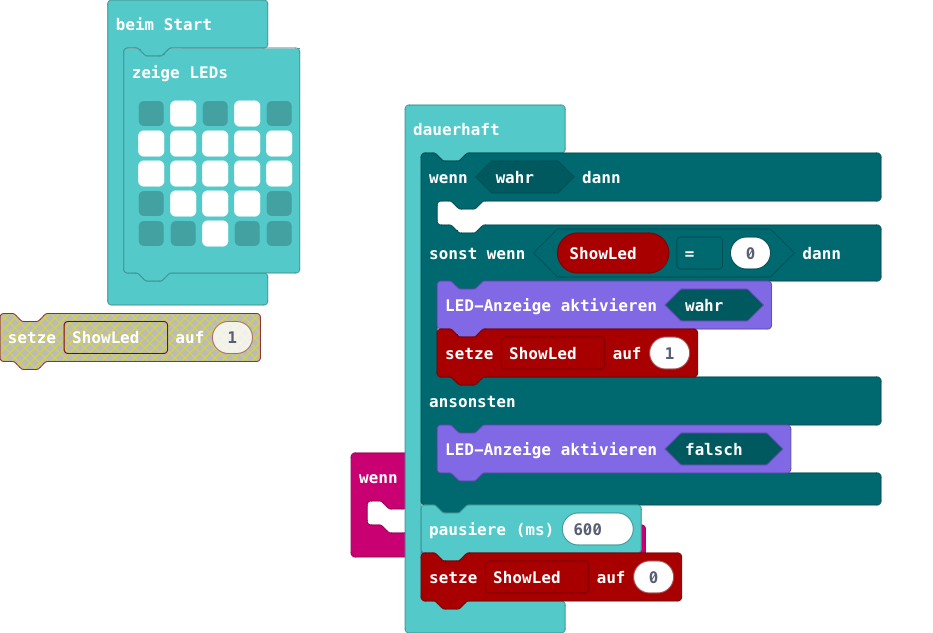 beim Start
zeige LEDs
setze ShowLed auf 1
dauerhaft
wenn wahr dann
sonst wenn ShowLed = 0 dann
LED-Anzeige aktivieren wahr
setze ShowLed auf 1
ansonsten
LED-Anzeige aktivieren falsch
wenn
pausiere (ms) 600
setze ShowLed auf 0